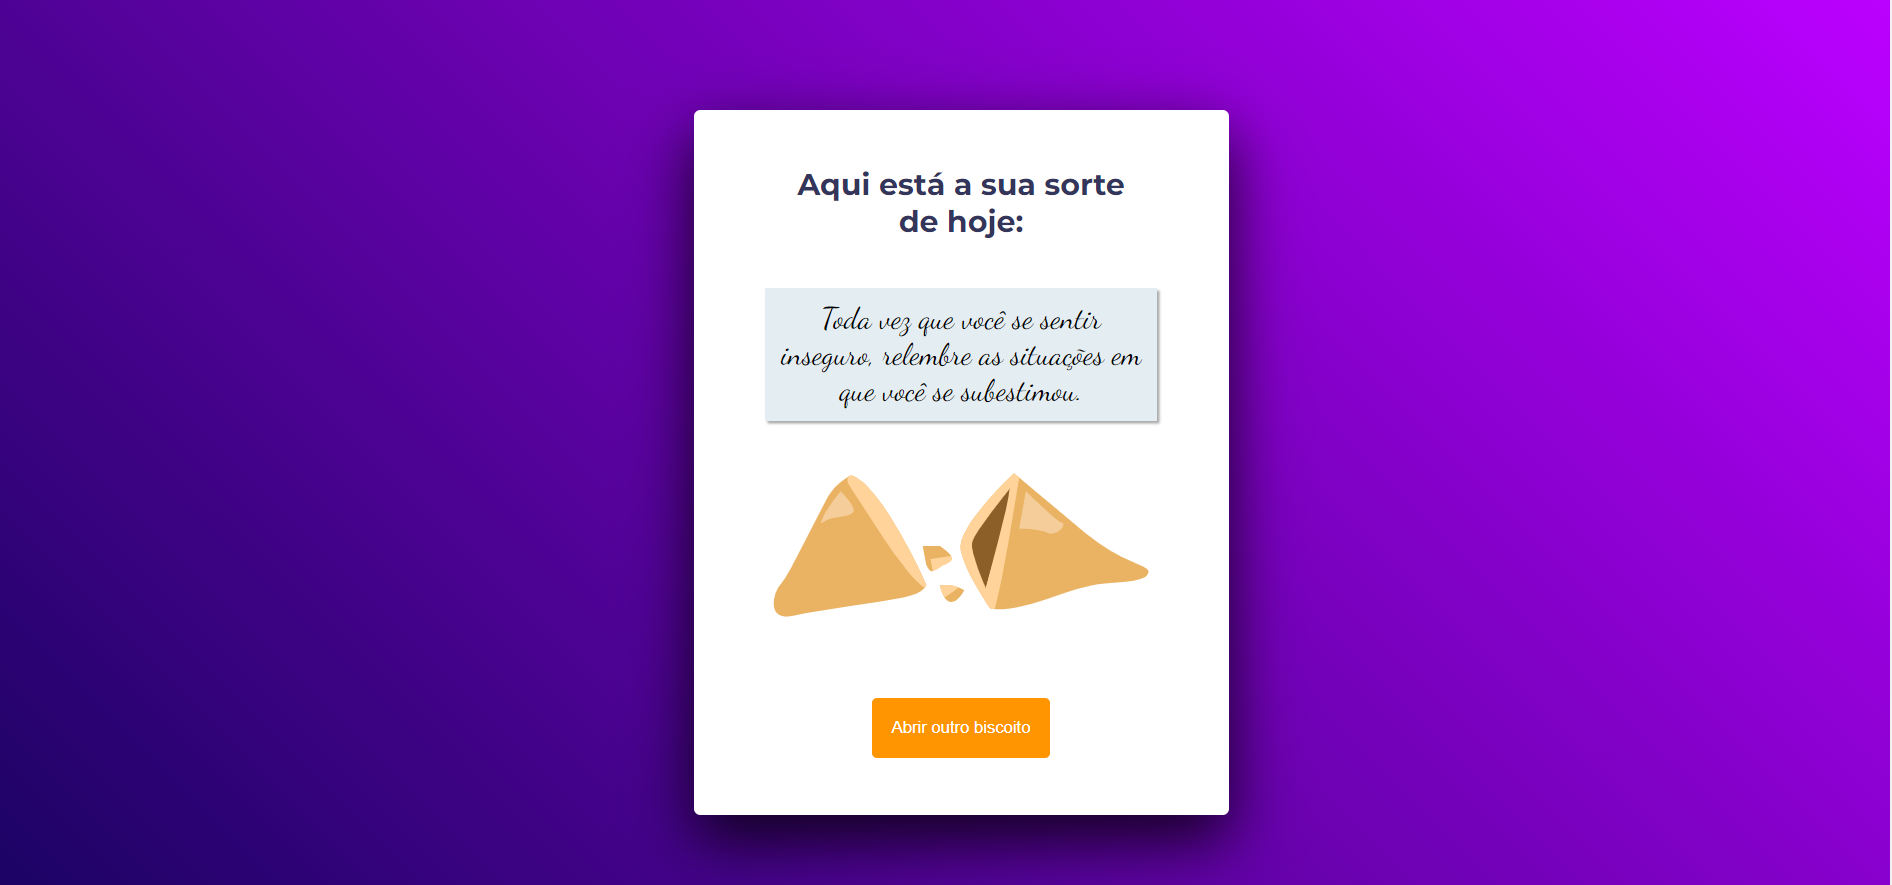 Aqui está a sua sorte
de hoje:
Toda vez que você se sentir
inseguro, relembre as situações em
que você se subestimou.
Abrir outro biscoito